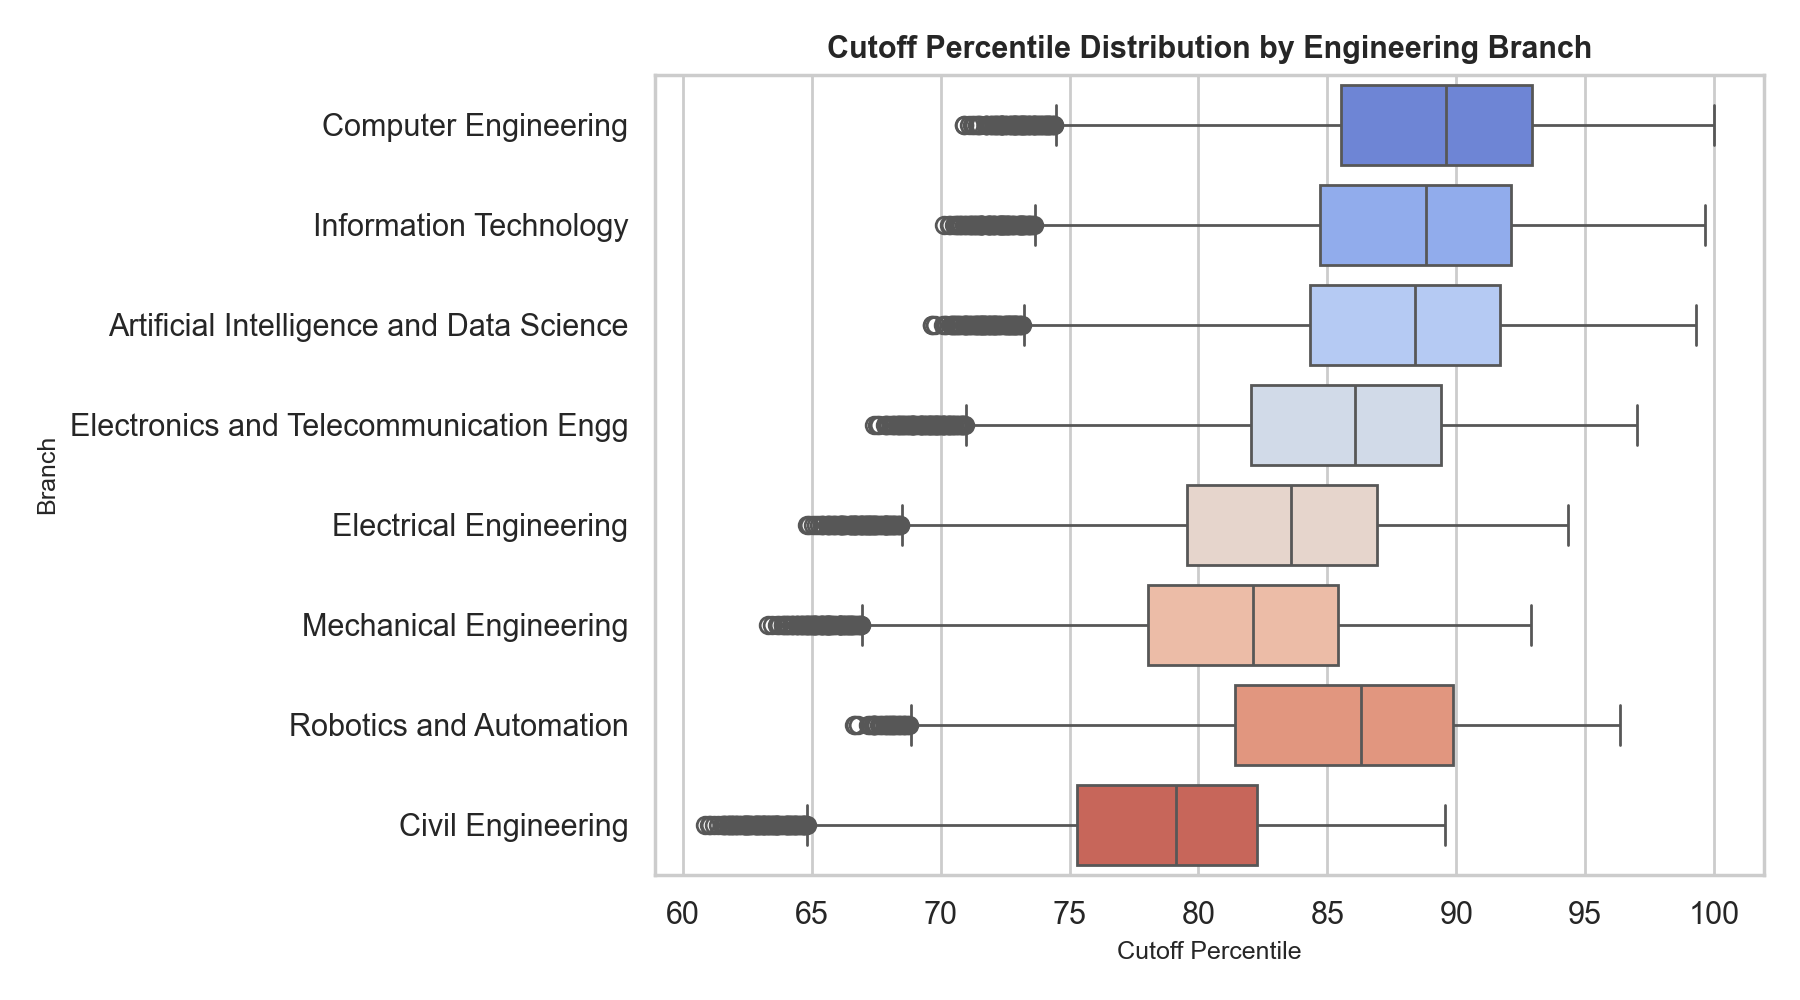 Cutoff Percentile Distribution by Engineering Branch
Computer Engineering
Information Technology
Artificial Intelligence and Data Science
Electronics and Telecommunication Engg
Electrical Engineering
Mechanical Engineering
Robotics and Automation
Civil Engineering
Branch
60 65 70 75 80 85 90 95 100
Cutoff Percentile